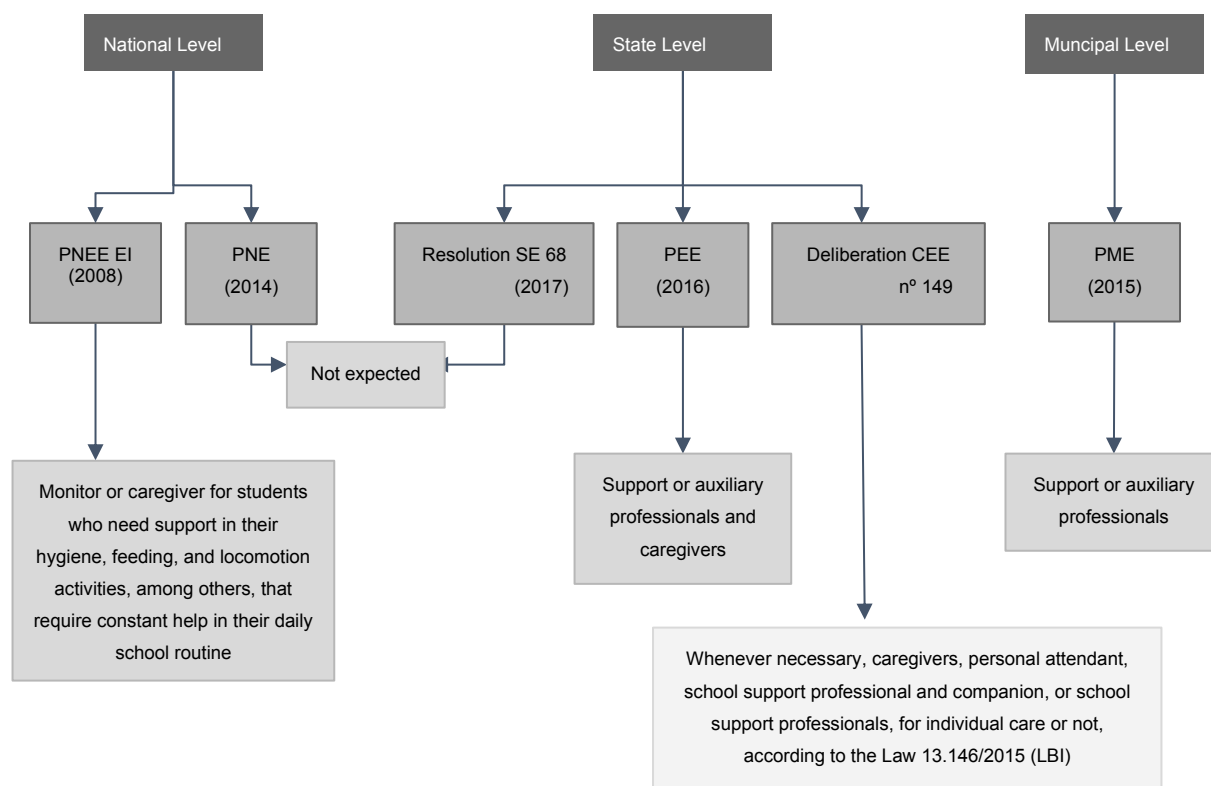 National Level
State Level
Muncipal Level
PNEE EI
(2008)
PNE
(2014)
Resolution SE 68
(2017)
PEE
(2016)
Deliberation CEE
nº 149
PME
(2015)
Not expected
Monitor or caregiver for students
who need support in their
hygiene, feeding, and locomotion
activities, among others, that
require constant help in their daily
school routine
Support or auxiliary
professionals and
caregivers
Support or auxiliary
professionals
Whenever necessary, caregivers, personal attendant,
school support professional and companion, or school
support professionals, for individual care or not,
according to the Law 13.146/2015 (LBI)